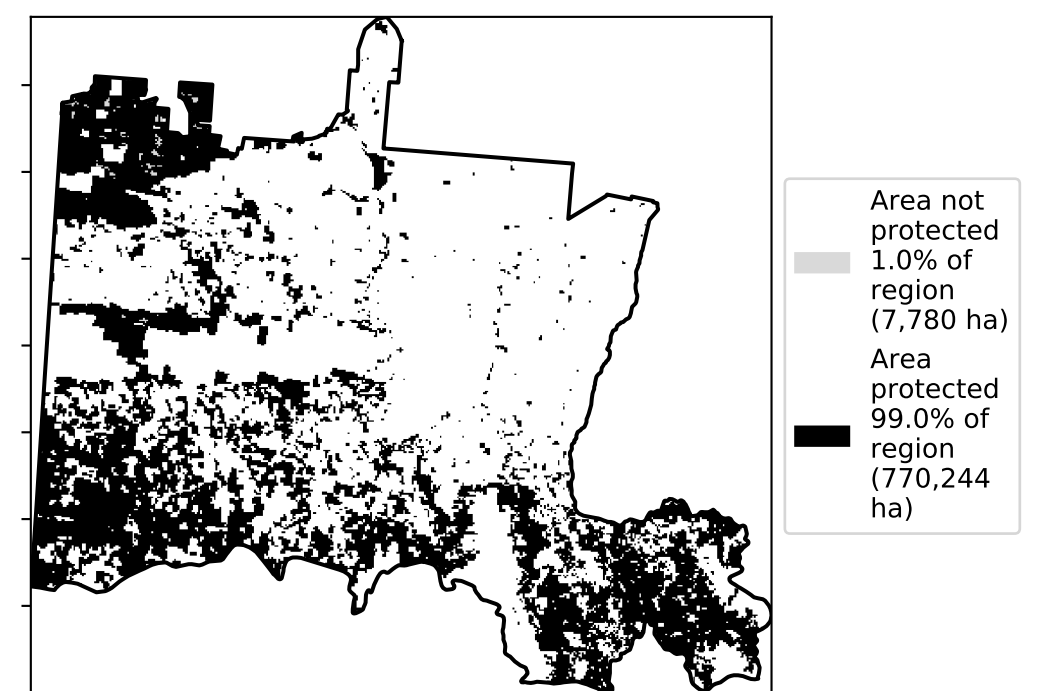 Area not
protected
1.0% of
region
(7,780 ha)
Area
protected
99.0% of
region
(770,244
ha)